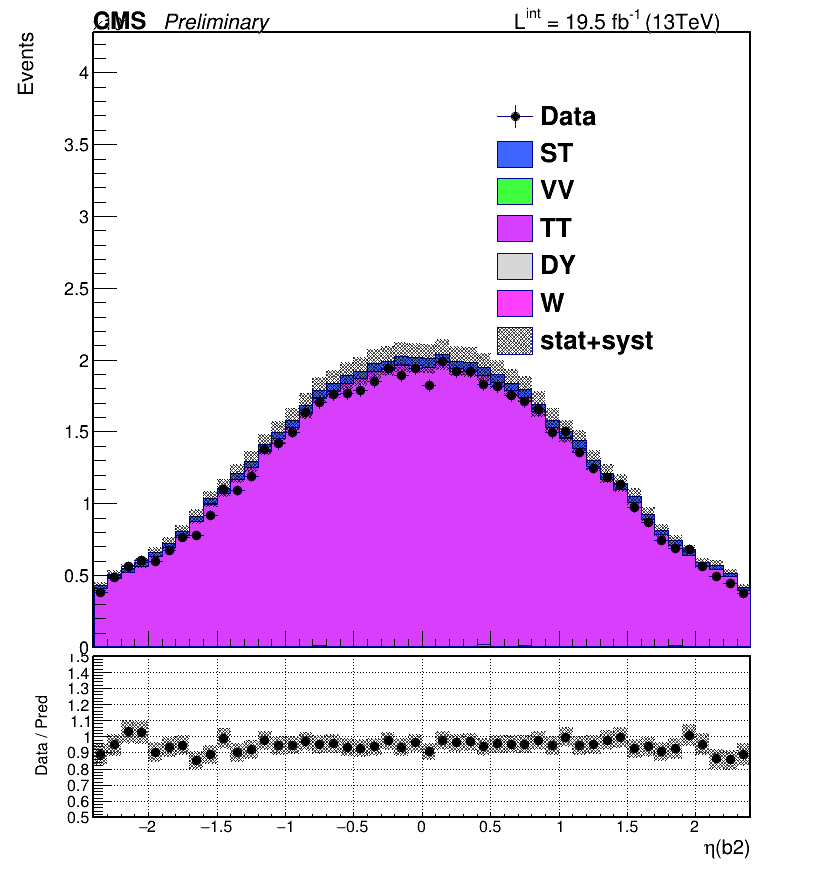 CMS Preliminary
L^int = 19.5 fb^-1 (13TeV)
Events
4
3.5
3
2.5
2
1.5
1
0.5
0
Data
ST
VV
TT
DY
W
stat+syst
Data / Pred
1.5
1.4
1.3
1.2
1.1
1
0.9
0.8
0.7
0.6
0.5
−2 −1.5 −1 −0.5 0 0.5 1 1.5 2
η(b2)